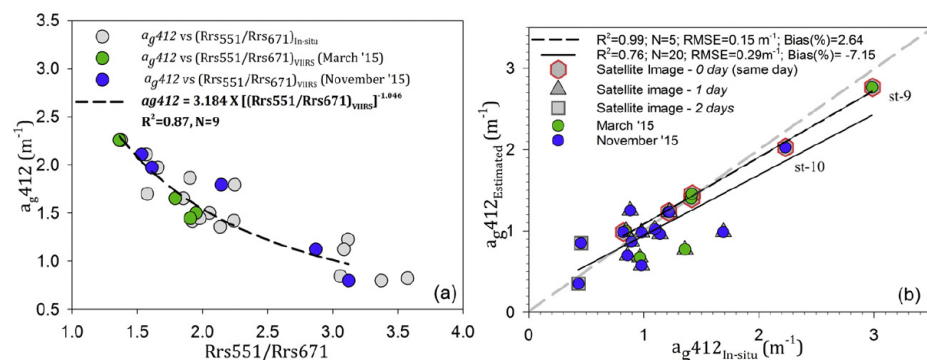 (a)
3.5
3.0
2.5
2.0
1.5
1.0
0.5
a_g412 (m⁻¹)
a_g412 vs (Rrs551/Rrs671)In-situ
a_g412 vs (Rrs551/Rrs671)VIIRS (March '15)
a_g412 vs (Rrs551/Rrs671)VIIRS (November '15)
ag412 = 3.184 X [(Rrs551/Rrs671)VIIRS]^-1.046
R²=0.87, N=9
1.0 1.5 2.0 2.5 3.0 3.5 4.0
Rrs551/Rrs671
(b)
R²=0.99; N=5; RMSE=0.15 m⁻¹; Bias(%)=2.64
R²=0.76; N=20; RMSE=0.29m⁻¹; Bias(%)= -7.15
Satellite Image - 0 day (same day)
Satellite Image - 1 day
Satellite image - 2 days
March '15
November '15
st-9
st-10
3
2
1
0
a_g412Estimated (m⁻¹)
0 1 2 3
a_g412In-situ (m⁻¹)